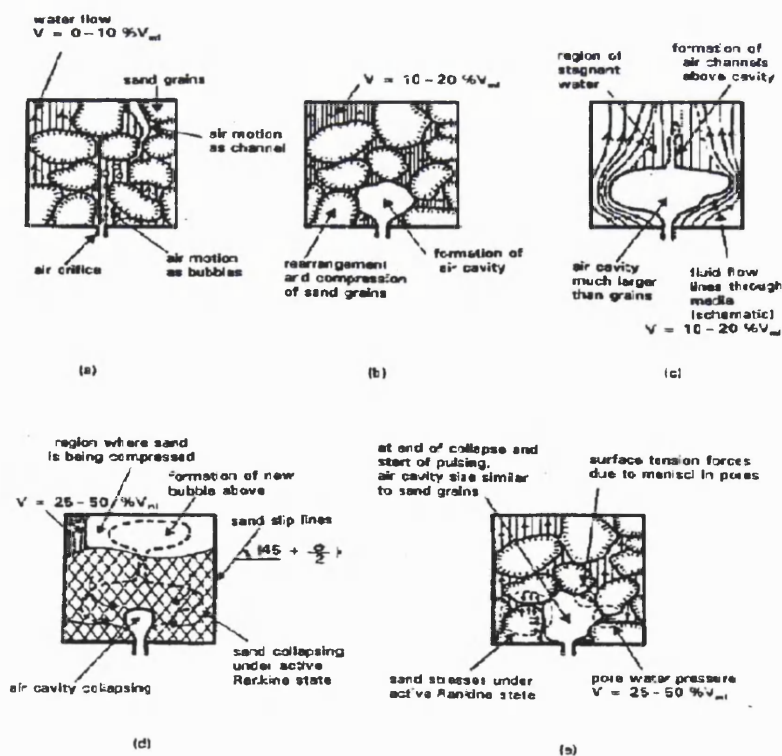 water flow
V = 0–10 %Vmf
sand grains
air motion
as channel
air orifice
air motion
as bubbles
(a)
V = 10–20 %Vmf
rearrangement
and compression
of sand grains
formation of
air cavity
(b)
region of
stagnant
water
formation of
air channels
above cavity
air cavity
much larger
than grains
fluid flow
lines through
media
(schematic)
V = 10–20 %Vmf
(c)
region where sand
is being compressed
formation of new
bubble above
V = 25–50 %Vmf
sand slip lines
(45 +
2
air cavity collapsing
sand collapsing
under active
Rankine state
(d)
at end of collapse and
start of pulsing,
air cavity size similar
to sand grains
surface tension forces
due to menisci in pores
sand stresses under
active Rankine state
pore water pressure
V = 25–50 %Vmf
(e)